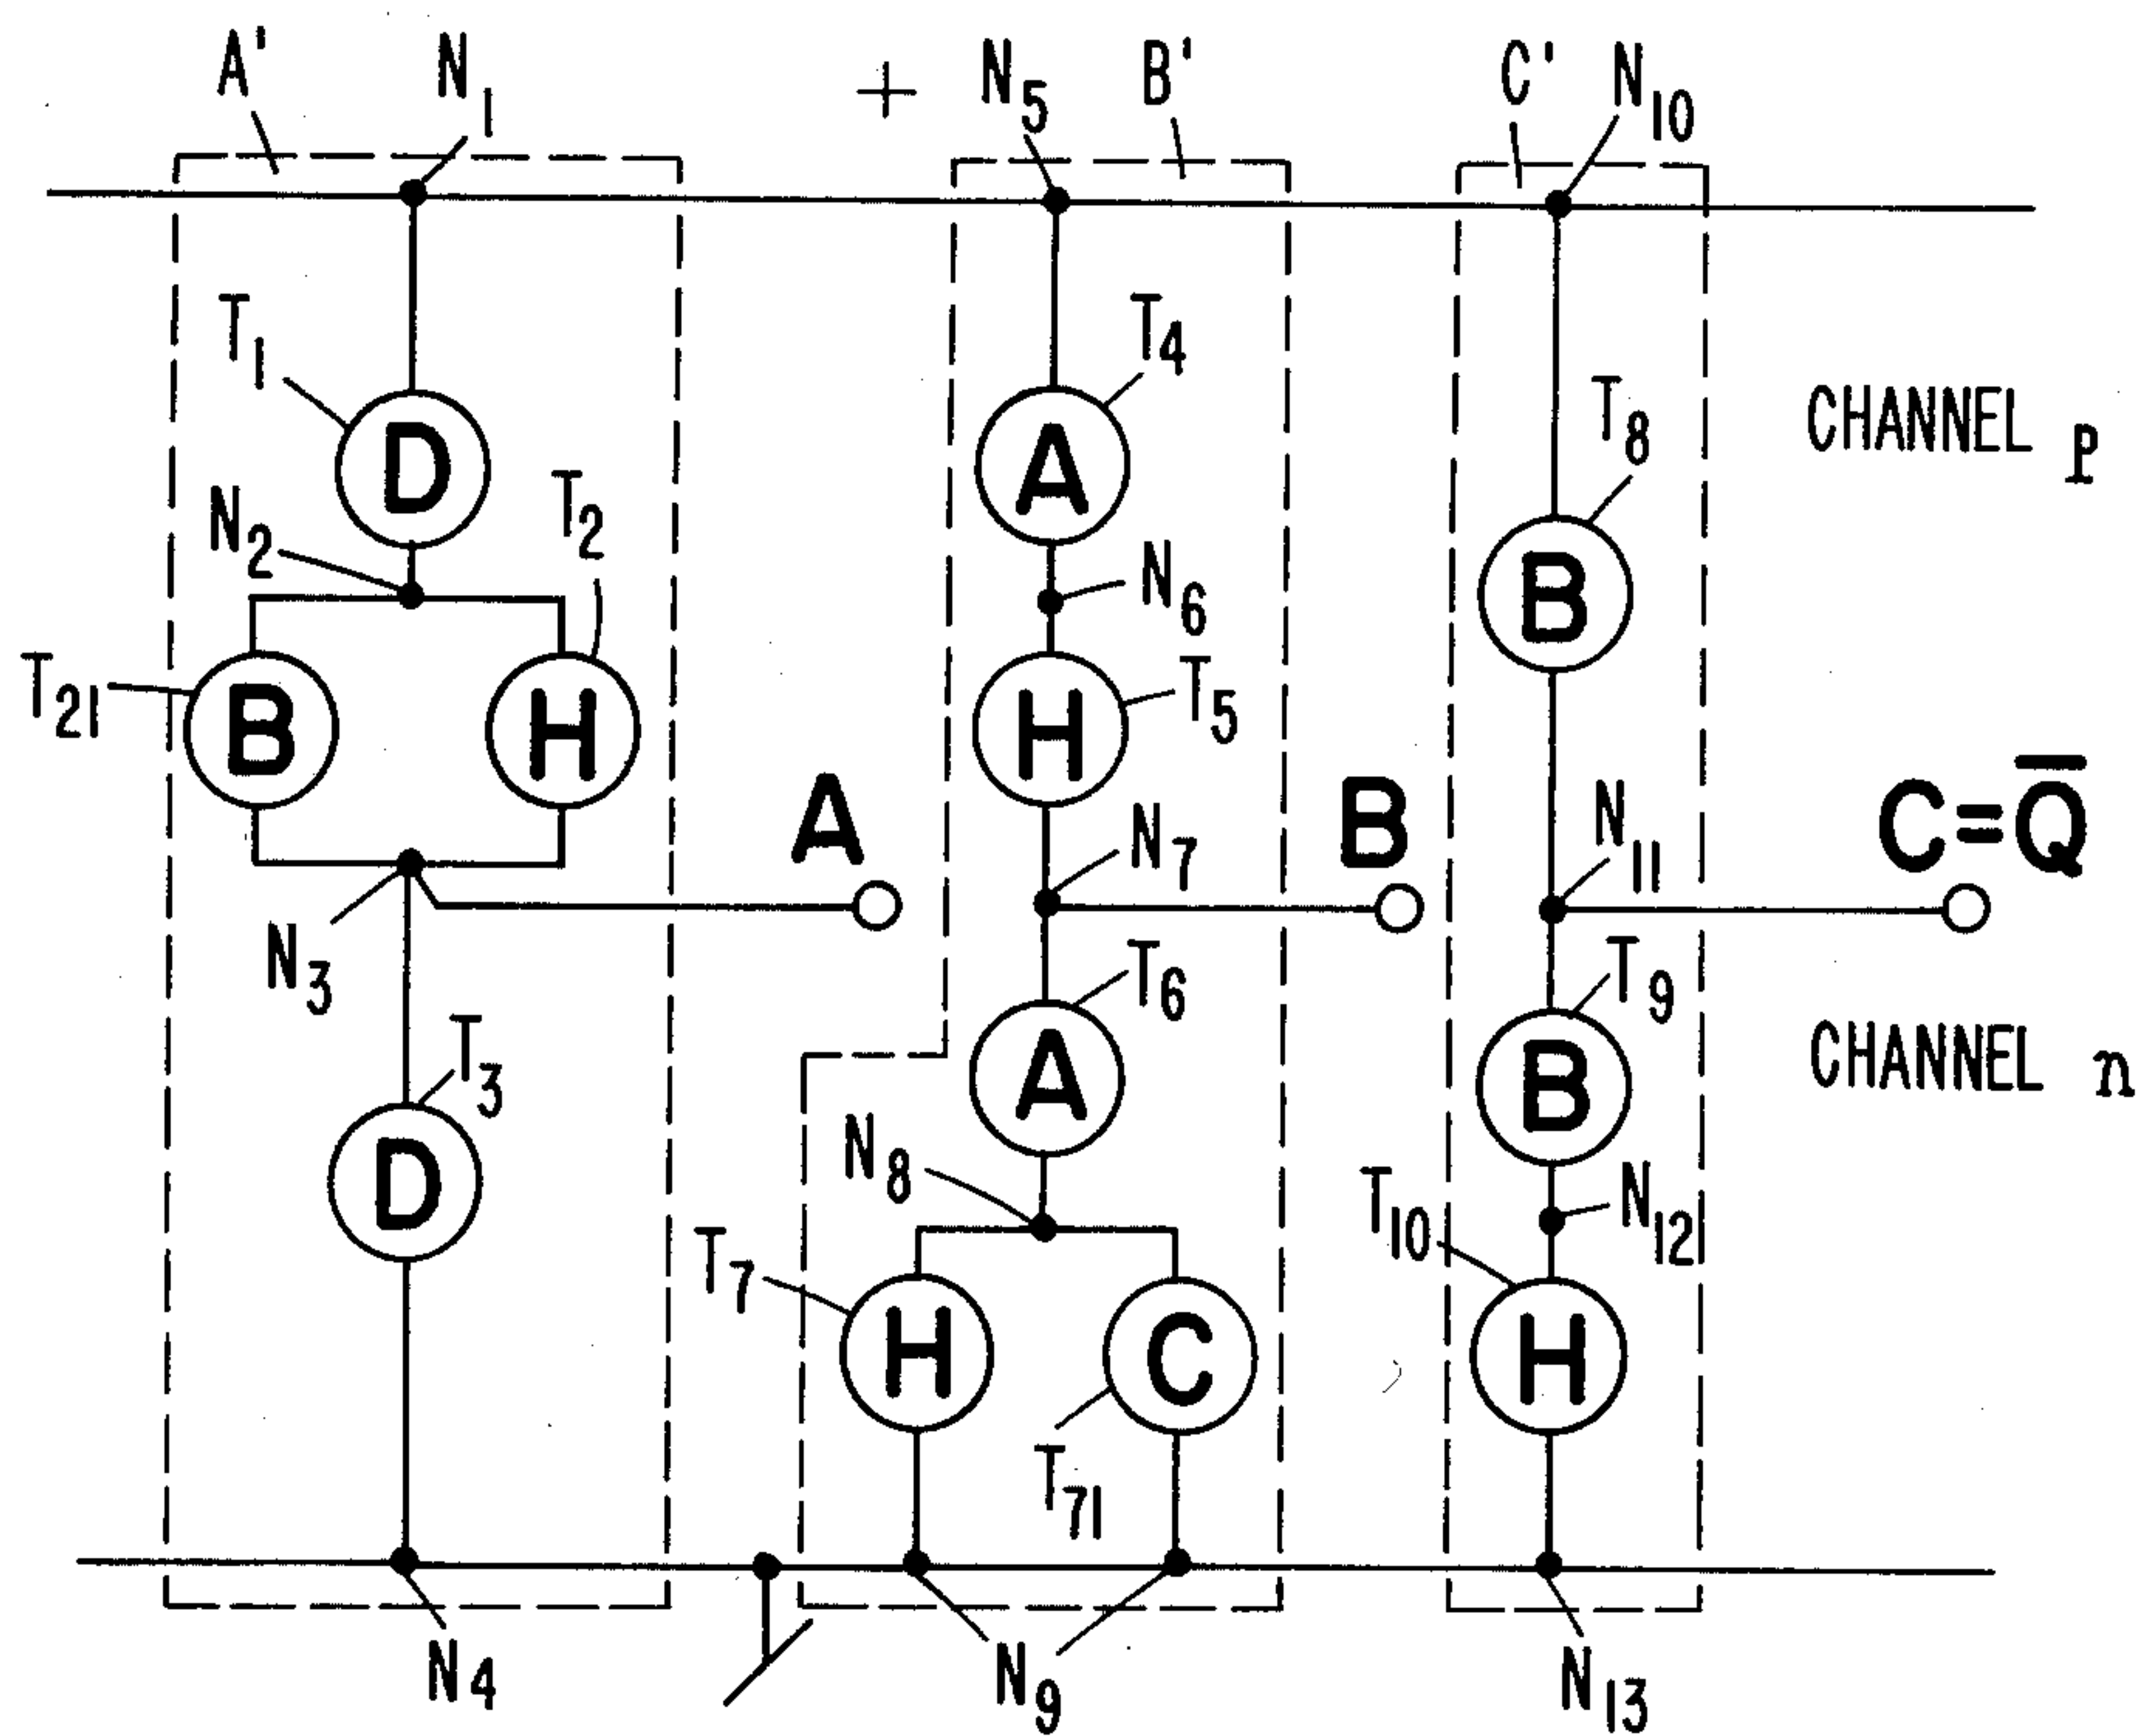 A' N1 + N5 B' C' N10
T1 T4
T8 CHANNEL p
D A
N2 T2 N6
B
T21 B H H T5
A N7 B N11 C=Q̅
N3 T6 T9
T3 A B CHANNEL n
D N8 T10 N12
T7 H C H
T71
N4 N9 N13